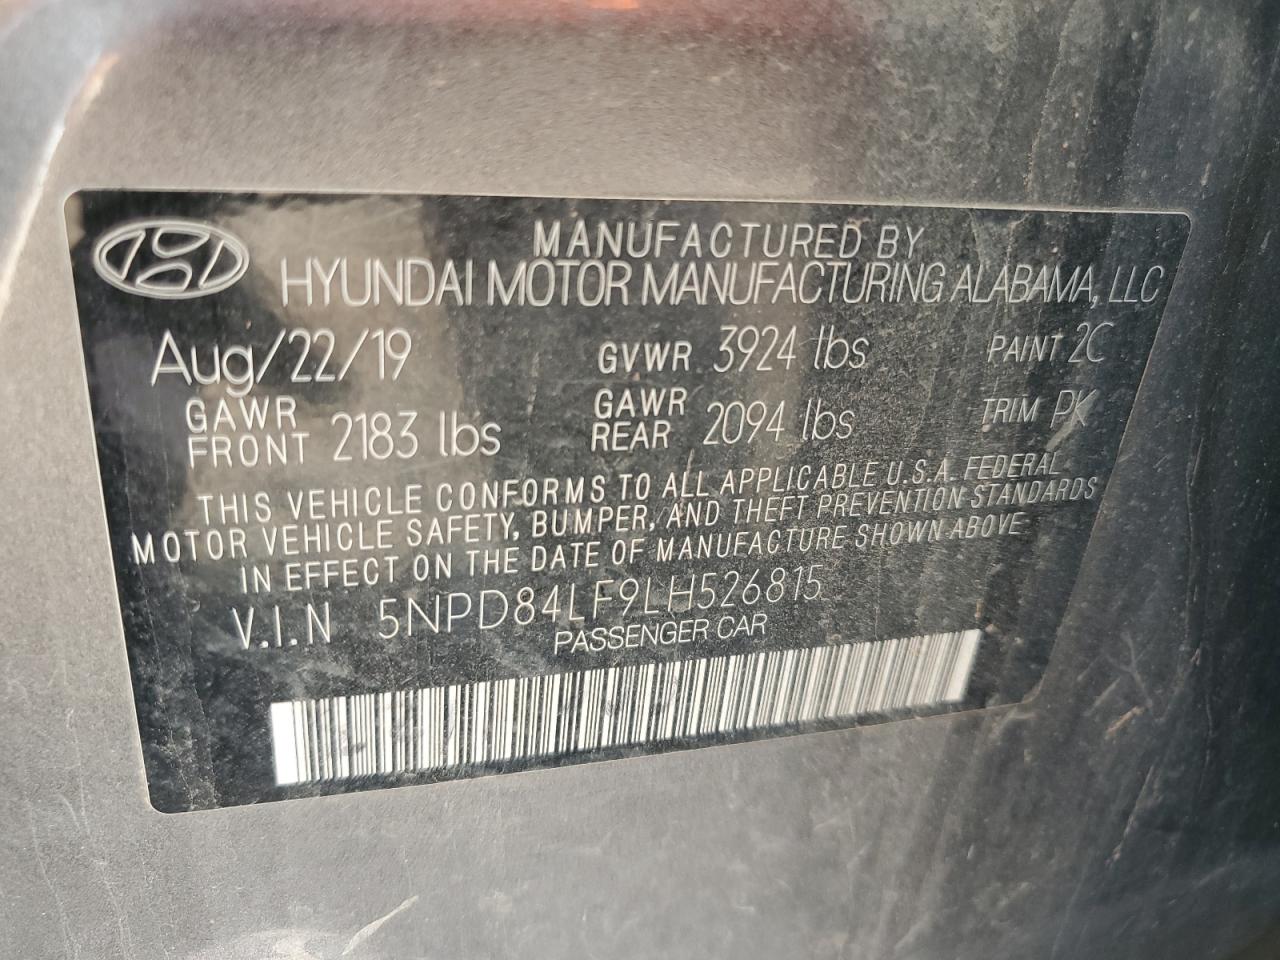 MANUFACTURED BY
HYUNDAI MOTOR MANUFACTURING ALABAMA, LLC
Aug/22/19 GVWR 3924 lbs PAINT 2C
GAWR FRONT 2183 lbs GAWR REAR 2094 lbs TRIM PK
THIS VEHICLE CONFORMS TO ALL APPLICABLE U.S.A. FEDERAL
MOTOR VEHICLE SAFETY, BUMPER, AND THEFT PREVENTION STANDARDS
IN EFFECT ON THE DATE OF MANUFACTURE SHOWN ABOVE
V.I.N 5NPD84LF9LH526815
PASSENGER CAR